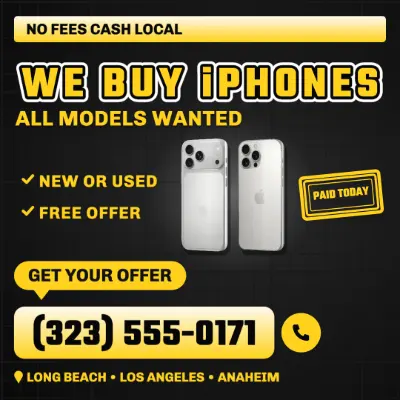 NO FEES CASH LOCAL
WE BUY iPHONES
ALL MODELS WANTED
NEW OR USED
FREE OFFER
PAID TODAY
GET YOUR OFFER
(323) 555-0171
LONG BEACH • LOS ANGELES • ANAHEIM